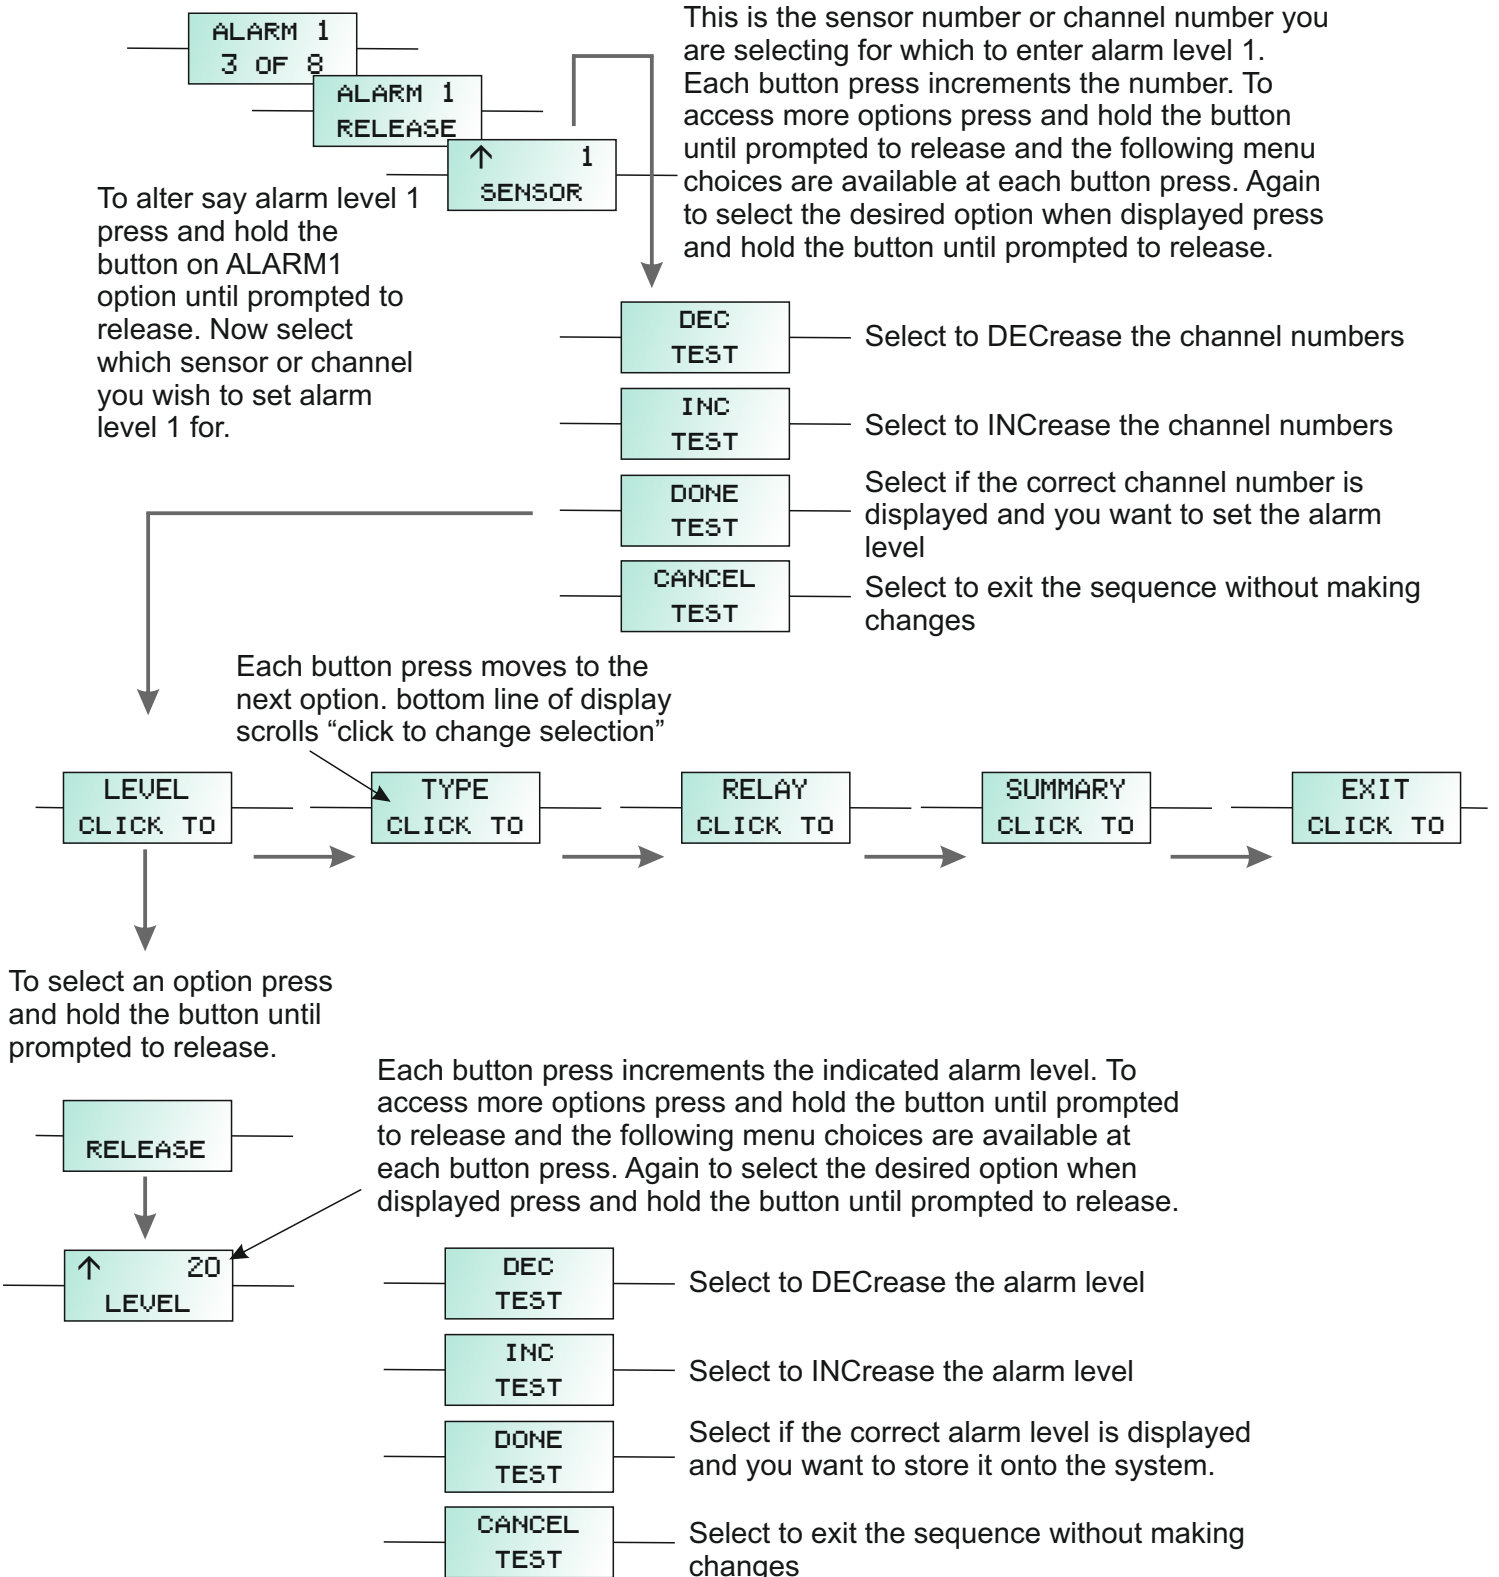 ALARM 1
3 OF 8
ALARM 1
RELEASE
↑ 1
SENSOR
This is the sensor number or channel number you
are selecting for which to enter alarm level 1.
Each button press increments the number. To
access more options press and hold the button
until prompted to release and the following menu
choices are available at each button press. Again
to select the desired option when displayed press
and hold the button until prompted to release.
To alter say alarm level 1
press and hold the
button on ALARM1
option until prompted to
release. Now select
which sensor or channel
you wish to set alarm
level 1 for.
DEC
TEST
Select to DECrease the channel numbers
INC
TEST
Select to INCrease the channel numbers
DONE
TEST
Select if the correct channel number is
displayed and you want to set the alarm
level
CANCEL
TEST
Select to exit the sequence without making
changes
Each button press moves to the
next option. bottom line of display
scrolls “click to change selection”
LEVEL
CLICK TO
TYPE
CLICK TO
RELAY
CLICK TO
SUMMARY
CLICK TO
EXIT
CLICK TO
To select an option press
and hold the button until
prompted to release.
RELEASE
↑ 20
LEVEL
Each button press increments the indicated alarm level. To
access more options press and hold the button until prompted
to release and the following menu choices are available at
each button press. Again to select the desired option when
displayed press and hold the button until prompted to release.
DEC
TEST
Select to DECrease the alarm level
INC
TEST
Select to INCrease the alarm level
DONE
TEST
Select if the correct alarm level is displayed
and you want to store it onto the system.
CANCEL
TEST
Select to exit the sequence without making
changes